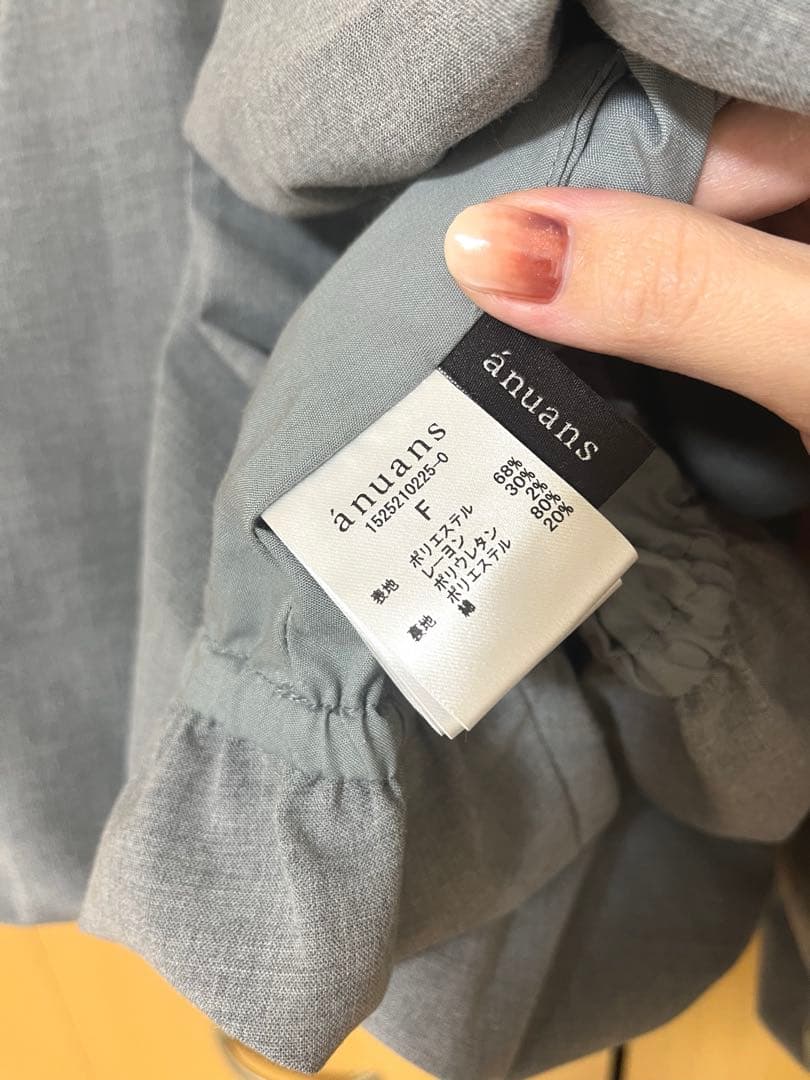 ánuans
ánuans
1525210225-0
F
表地 ポリエステル 68%
レーヨン 30%
ポリウレタン 2%
裏地 ポリエステル 80%
綿 20%